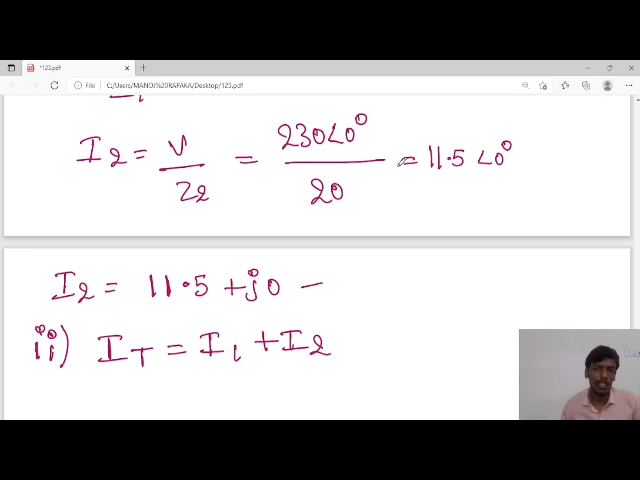 *123.pdf
File
C:/Users/MANOJ%20RAPAKA/Desktop/123.pdf
I1
I2 = V/Z2 = 230∠0°/20 = 11.5 ∠0°
I2 = 11.5 + j0 –
ii) IT = I1 + I2